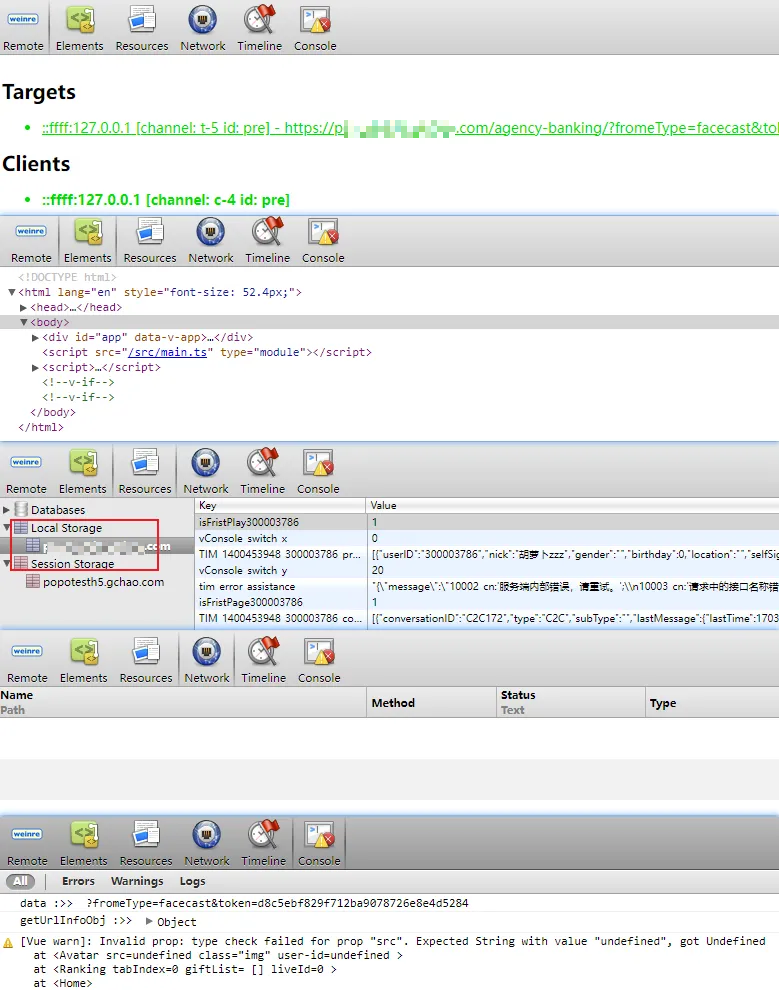 weinre
Remote Elements Resources Network Timeline Console
Targets
::ffff:127.0.0.1 [channel: t-5 id: pre] - https://p .com/agency-banking/?fromeType=facecast&to
Clients
::ffff:127.0.0.1 [channel: c-4 id: pre]
weinre
Remote Elements Resources Network Timeline Console
<!DOCTYPE html>
<html lang="en" style="font-size: 52.4px;">
<head>…</head>
<body>
<div id="app" data-v-app>…</div>
<script src="/src/main.ts" type="module"></script>
<script>…</script>
<!--v-if-->
<!--v-if-->
</body>
</html>
weinre
Remote Elements Resources Network Timeline Console
Databases
Local Storage
.com
Session Storage
popotesth5.gchao.com
Key Value
isFristPlay300003786 1
vConsole switch x 0
TIM 1400453948 300003786 pr... [{"userID":"300003786","nick":"胡萝卜zzz","gender":"","birthday":0,"location":"","selfSig
vConsole switch y 20
tim error assistance "{\"message\":\"10002 cn:'服务端内部错误，请重试。';\\n10003 cn:'请求中的接口名称错
isFristPage300003786 1
TIM 1400453948 300003786 co... [{"conversationID":"C2C172","type":"C2C","subType":"","lastMessage":{"lastTime":1703
weinre
Remote Elements Resources Network Timeline Console
Name Method Status Type
Path Text
weinre
Remote Elements Resources Network Timeline Console
All Errors Warnings Logs
data :>> ?fromeType=facecast&token=d8c5ebf829f712ba9078726e8e4d5284
getUrlInfoObj :>> Object
[Vue warn]: Invalid prop: type check failed for prop "src". Expected String with value "undefined", got Undefined
at <Avatar src=undefined class="img" user-id=undefined >
at <Ranking tabIndex=0 giftList= [] liveId=0 >
at <Home>